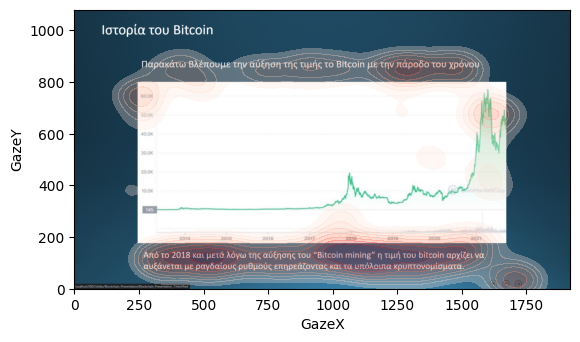 Ιστορία του Bitcoin
Παρακάτω βλέπουμε την αύξηση της τιμής το Bitcoin με την πάροδο του χρόνου
Από το 2018 και μετά λόγω της αύξησης του "Bitcoin mining" η τιμή του bitcoin αρχίζει να
αυξάνεται με ραγδαίους ρυθμούς επηρεάζοντας και τα υπόλοιπα κρυπτονομίσματα.
1000
800
600
400
200
0
GazeY
0 250 500 750 1000 1250 1500 1750
GazeX